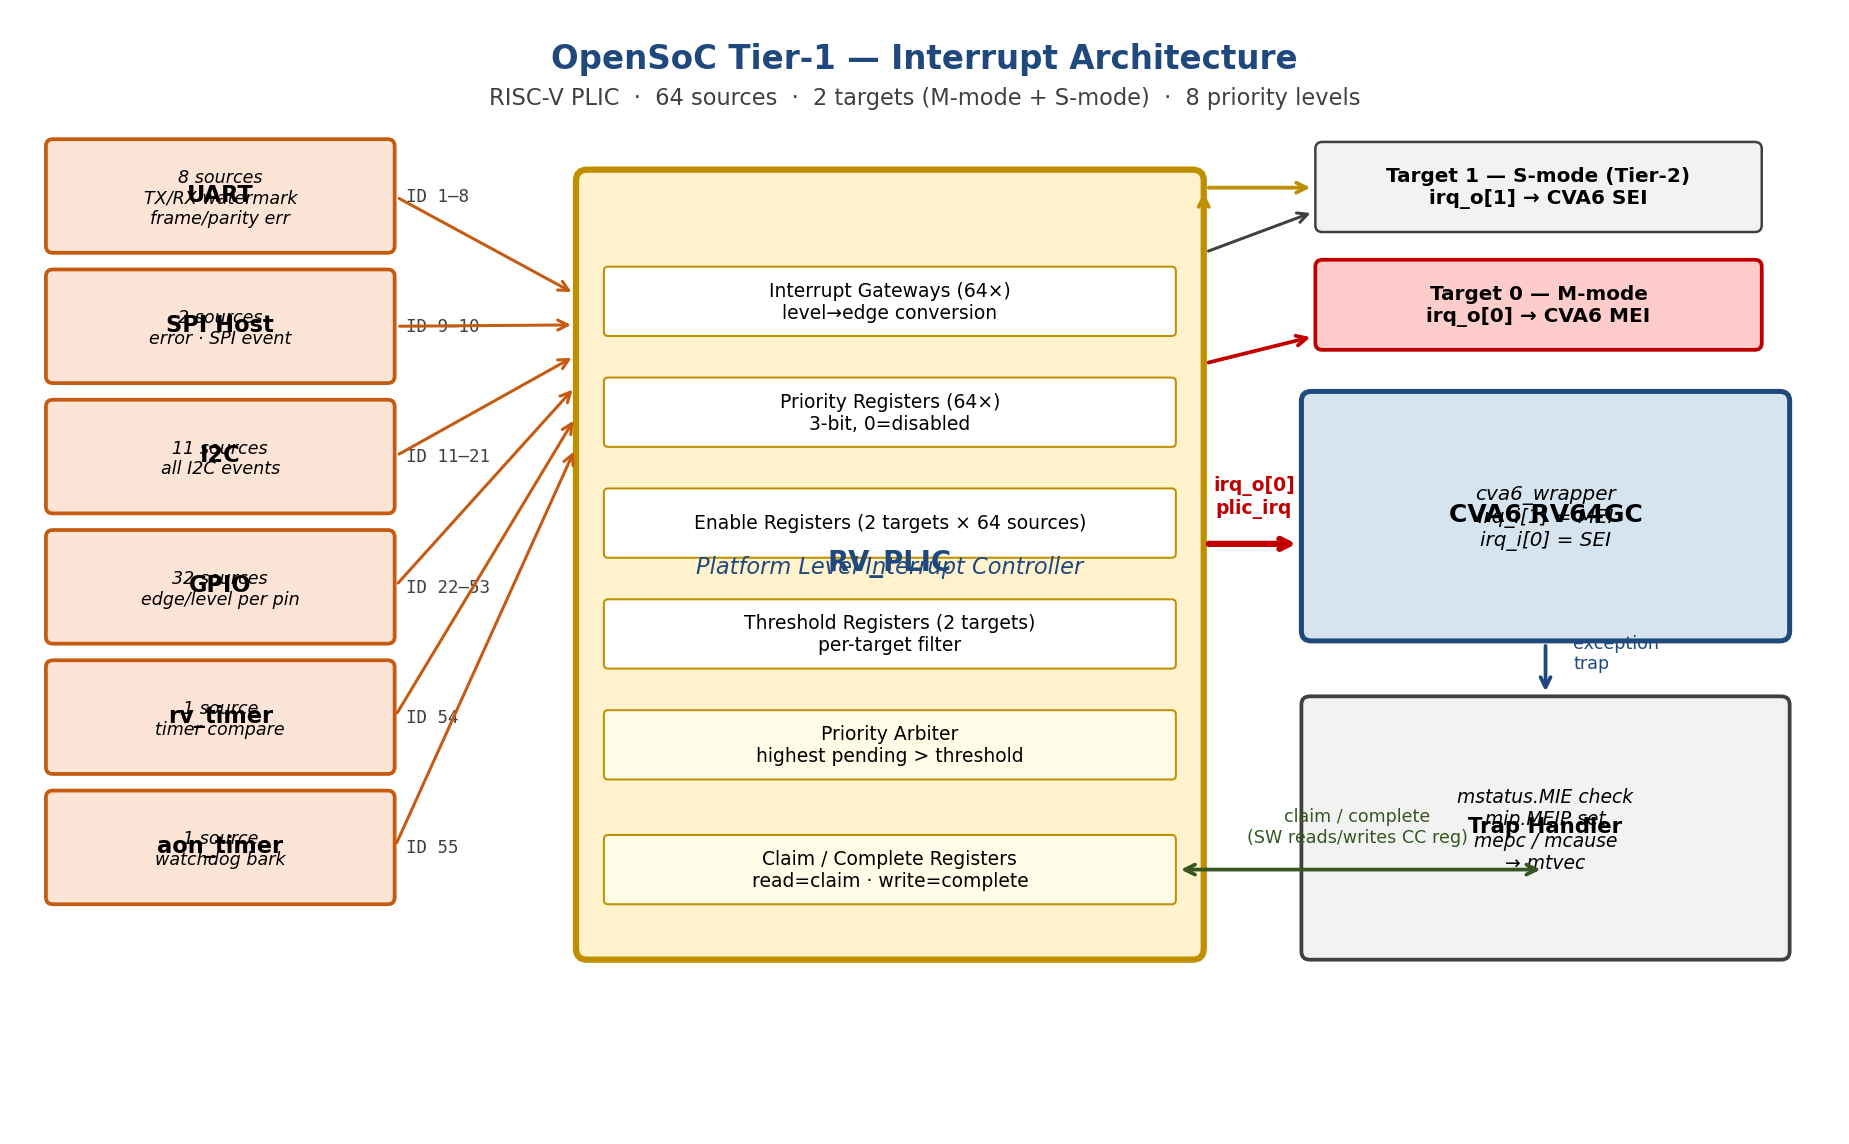 OpenSoC Tier-1 — Interrupt Architecture
RISC-V PLIC · 64 sources · 2 targets (M-mode + S-mode) · 8 priority levels
UART
8 sources
TX/RX watermark
frame/parity err
ID 1–8
SPI Host
2 sources
error · SPI event
ID 9–10
I2C
11 sources
all I2C events
ID 11–21
GPIO
32 sources
edge/level per pin
ID 22–53
rv_timer
1 source
timer compare
ID 54
aon_timer
1 source
watchdog bark
ID 55
Interrupt Gateways (64×)
level→edge conversion
Priority Registers (64×)
3-bit, 0=disabled
Enable Registers (2 targets × 64 sources)
RV_PLIC
Platform Level Interrupt Controller
Threshold Registers (2 targets)
per-target filter
Priority Arbiter
highest pending > threshold
Claim / Complete Registers
read=claim · write=complete
Target 1 — S-mode (Tier-2)
irq_o[1] → CVA6 SEI
Target 0 — M-mode
irq_o[0] → CVA6 MEI
irq_o[0]
plic_irq
CVA6 RV64GC
cva6_wrapper
irq_i[1] = MEI
irq_i[0] = SEI
exception
trap
Trap Handler
mstatus.MIE check
mip.MEIP set
mepc / mcause
→ mtvec
claim / complete
(SW reads/writes CC reg)